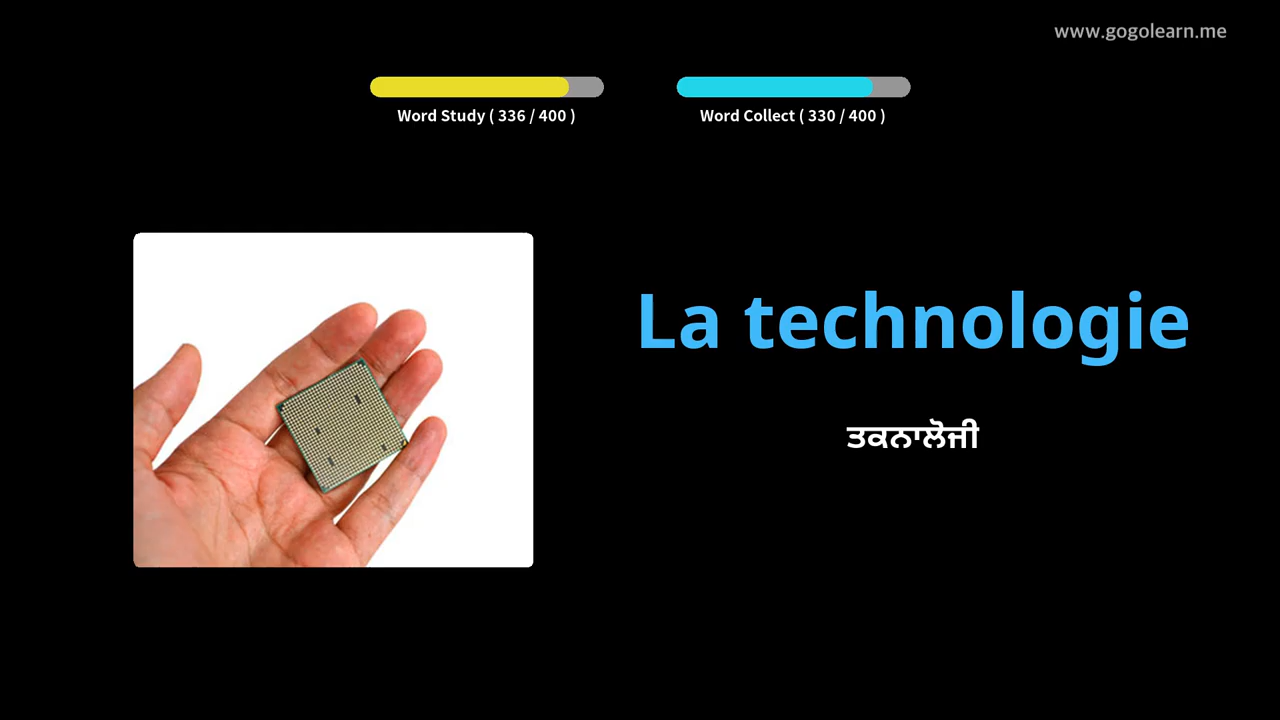 www.gogolearn.me
Word Study ( 336 / 400 )
Word Collect ( 330 / 400 )
La technologie
ਤਕਨਾਲੋਜੀ